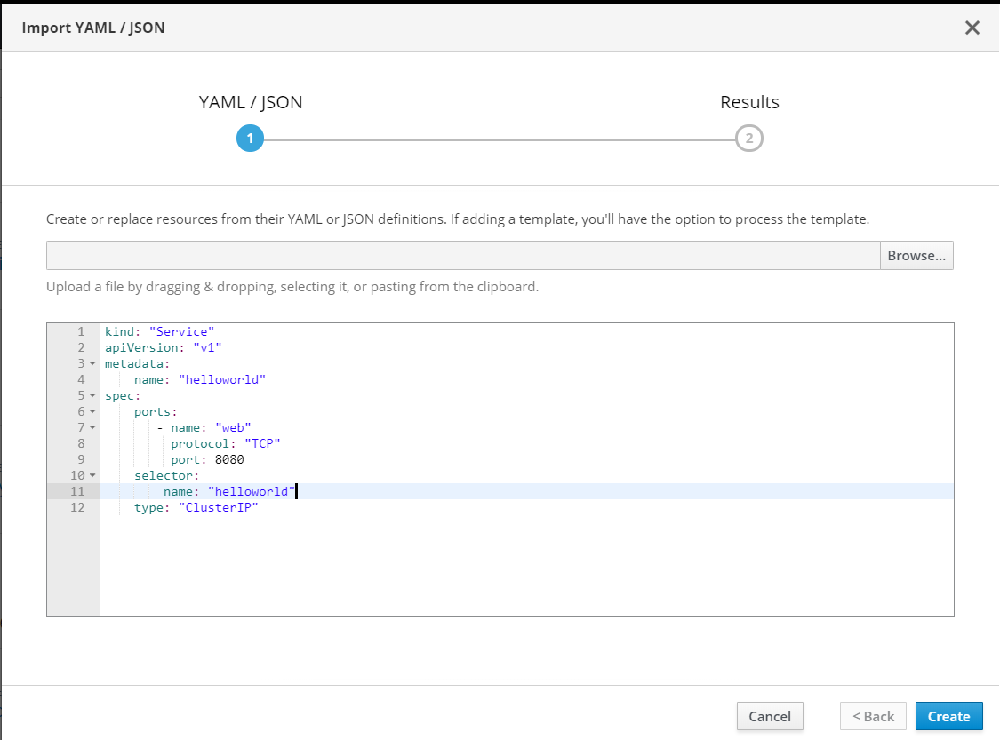 Import YAML / JSON
YAML / JSON
Results
1
2
Create or replace resources from their YAML or JSON definitions. If adding a template, you'll have the option to process the template.
Browse...
Upload a file by dragging & dropping, selecting it, or pasting from the clipboard.
1 kind: "Service"
2 apiVersion: "v1"
3 metadata:
4     name: "helloworld"
5 spec:
6     ports:
7        - name: "web"
8          protocol: "TCP"
9          port: 8080
10     selector:
11         name: "helloworld"
12     type: "ClusterIP"
Cancel
< Back
Create